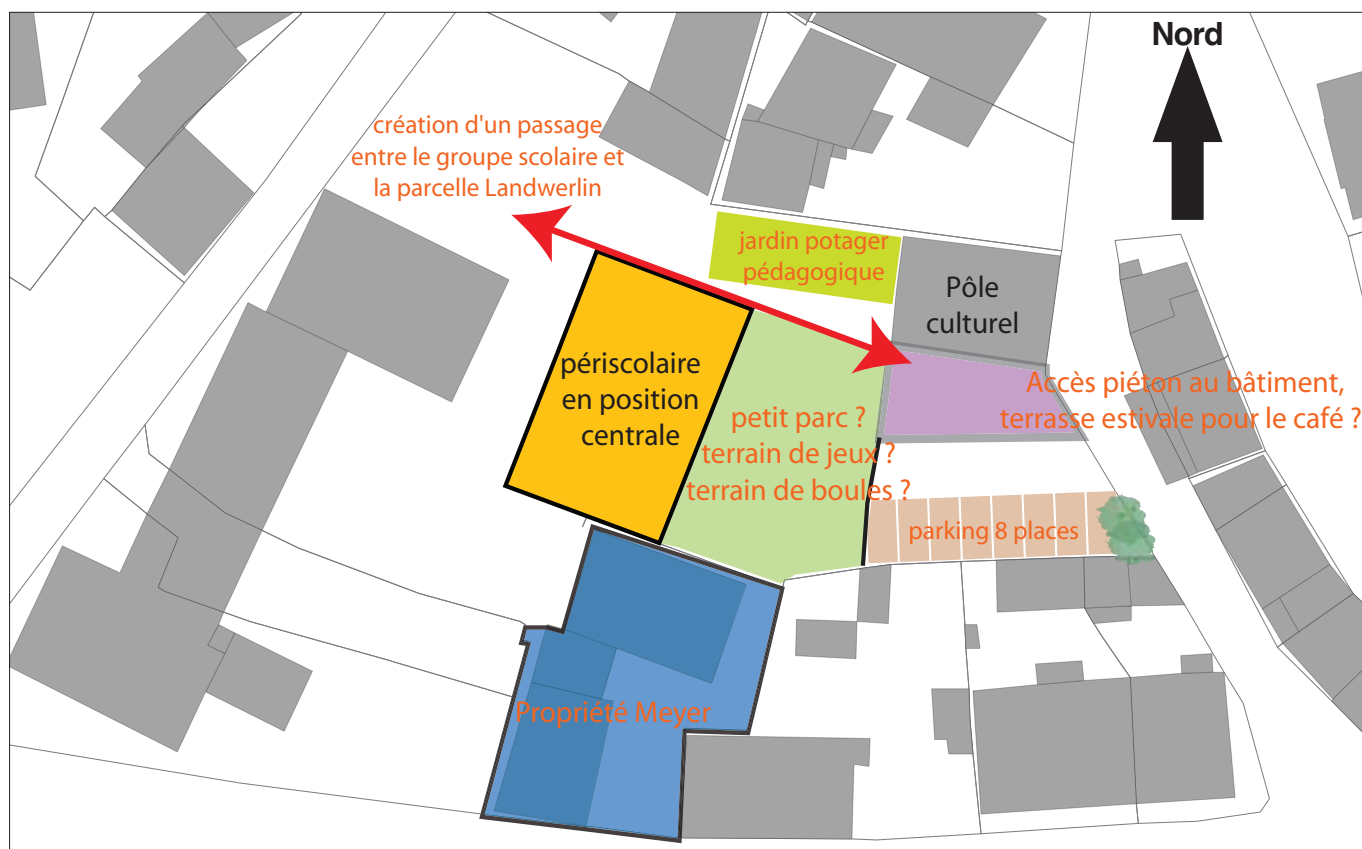 Nord
création d'un passage
entre le groupe scolaire et
la parcelle Landwerlin
jardin potager
pédagogique
Pôle
culturel
périscolaire
en position
centrale
petit parc ?
terrain de jeux ?
terrain de boules ?
Accès piéton au bâtiment,
terrasse estivale pour le café ?
parking 8 places
Propriété Meyer